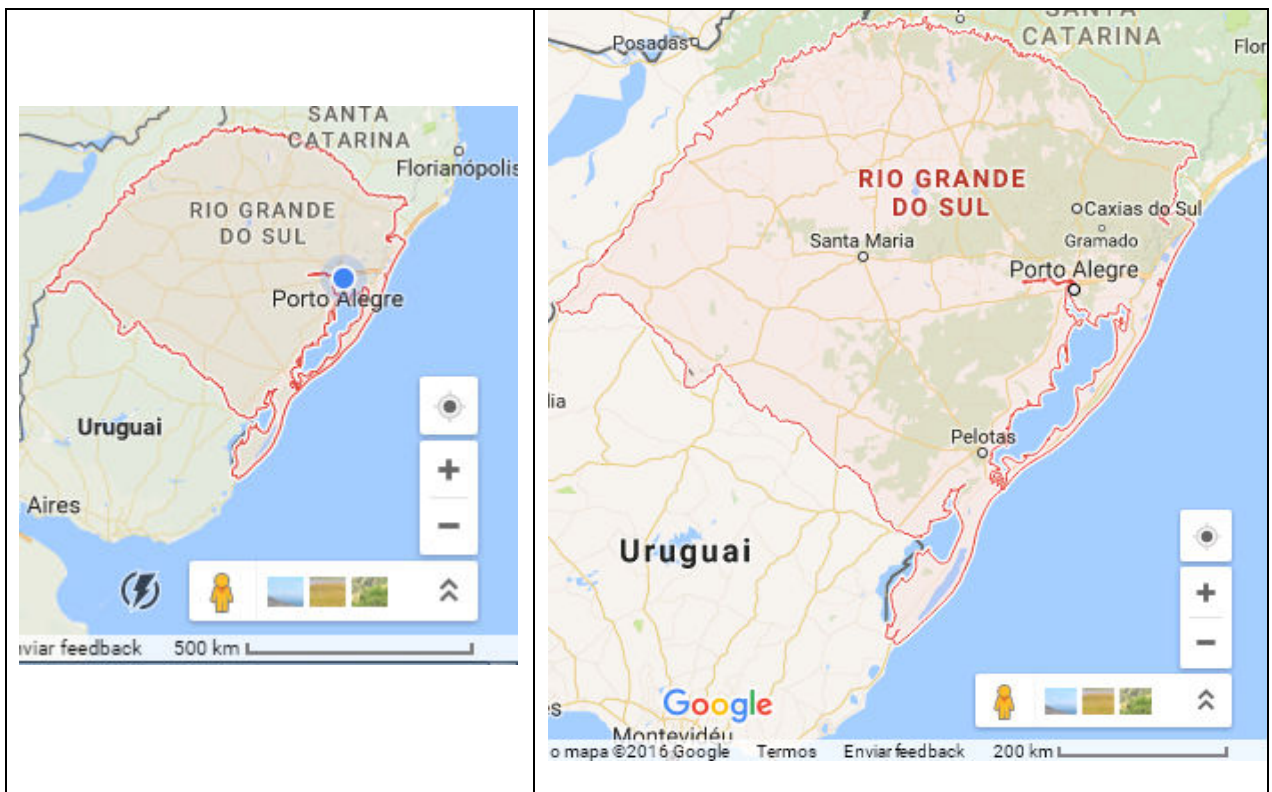 SANTA
CATARINA
Florianópolis
RIO GRANDE
DO SUL
Porto Alegre
Uruguai
Aires
nviar feedback 500 km
SANTA
CATARINA
Posadas
Flor
RIO GRANDE
DO SUL
Caxias do Sul
Santa Maria
Gramado
Porto Alegre
lia
Pelotas
Uruguai
Google
es
Montevidéu
o mapa ©2016 Google Termos Enviar feedback 200 km